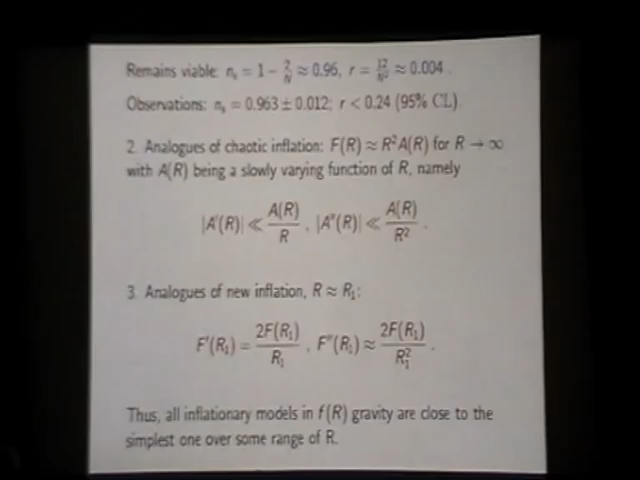 Remains viable: nₛ = 1 − 2/N ≈ 0.96, r = 12/N² ≈ 0.004.
Observations: nₛ = 0.963 ± 0.012; r < 0.24 (95% CL).
2. Analogues of chaotic inflation: F(R) ≈ R²A(R) for R → ∞
with A(R) being a slowly varying function of R, namely
|A′(R)| ≪ A(R)/R , |A″(R)| ≪ A(R)/R² .
3. Analogues of new inflation, R ≈ R₁:
F′(R₁) = 2F(R₁)/R₁ , F″(R₁) ≈ 2F(R₁)/R₁² .
Thus, all inflationary models in f(R) gravity are close to the
simplest one over some range of R.